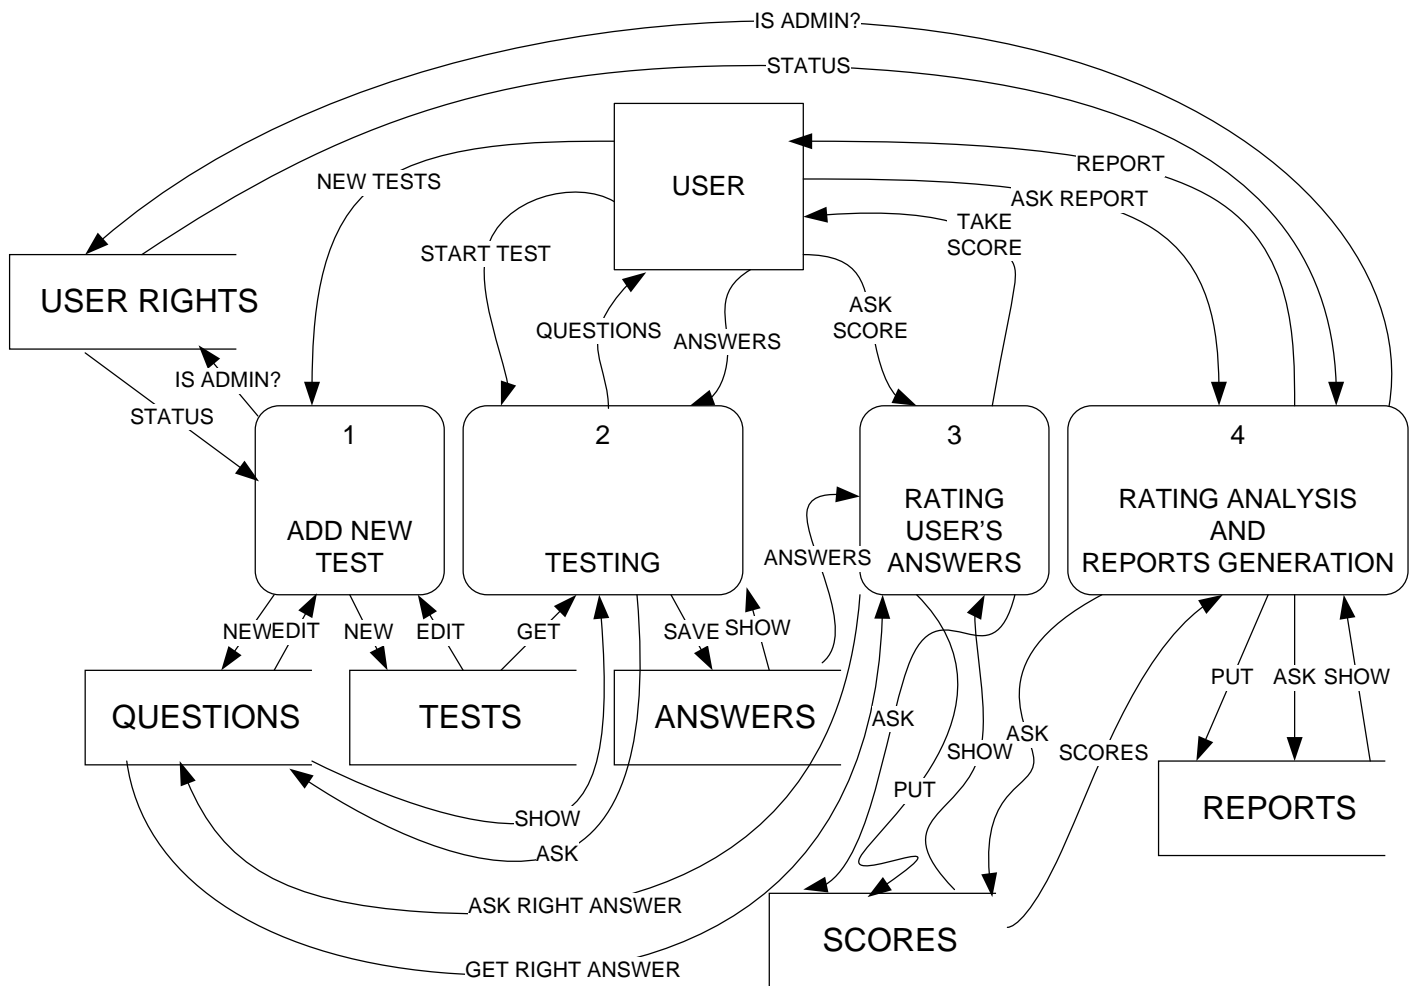 IS ADMIN?
STATUS
USER
REPORT
NEW TESTS
ASK REPORT
TAKE
SCORE
START TEST
USER RIGHTS
ASK
SCORE
QUESTIONS
ANSWERS
IS ADMIN?
STATUS
1
ADD NEW
TEST
2
TESTING
3
RATING
USER'S
ANSWERS
4
RATING ANALYSIS
AND
REPORTS GENERATION
ANSWERS
NEW
EDIT
NEW
EDIT
GET
SAVE
SHOW
PUT
ASK
SHOW
QUESTIONS
TESTS
ANSWERS
ASK
ASK
SHOW
SCORES
PUT
REPORTS
SHOW
ASK
ASK RIGHT ANSWER
SCORES
GET RIGHT ANSWER